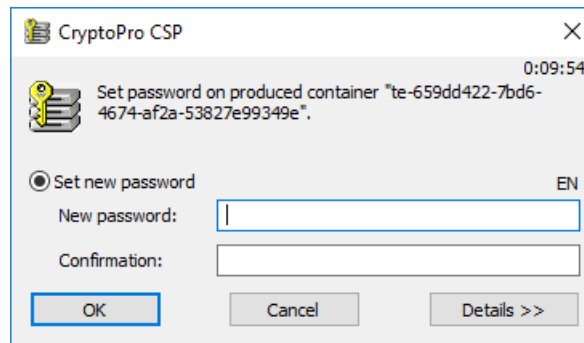 CryptoPro CSP
0:09:54
Set password on produced container "te-659dd422-7bd6-
4674-af2a-53827e99349e".
Set new password
EN
New password:
Confirmation:
OK
Cancel
Details >>